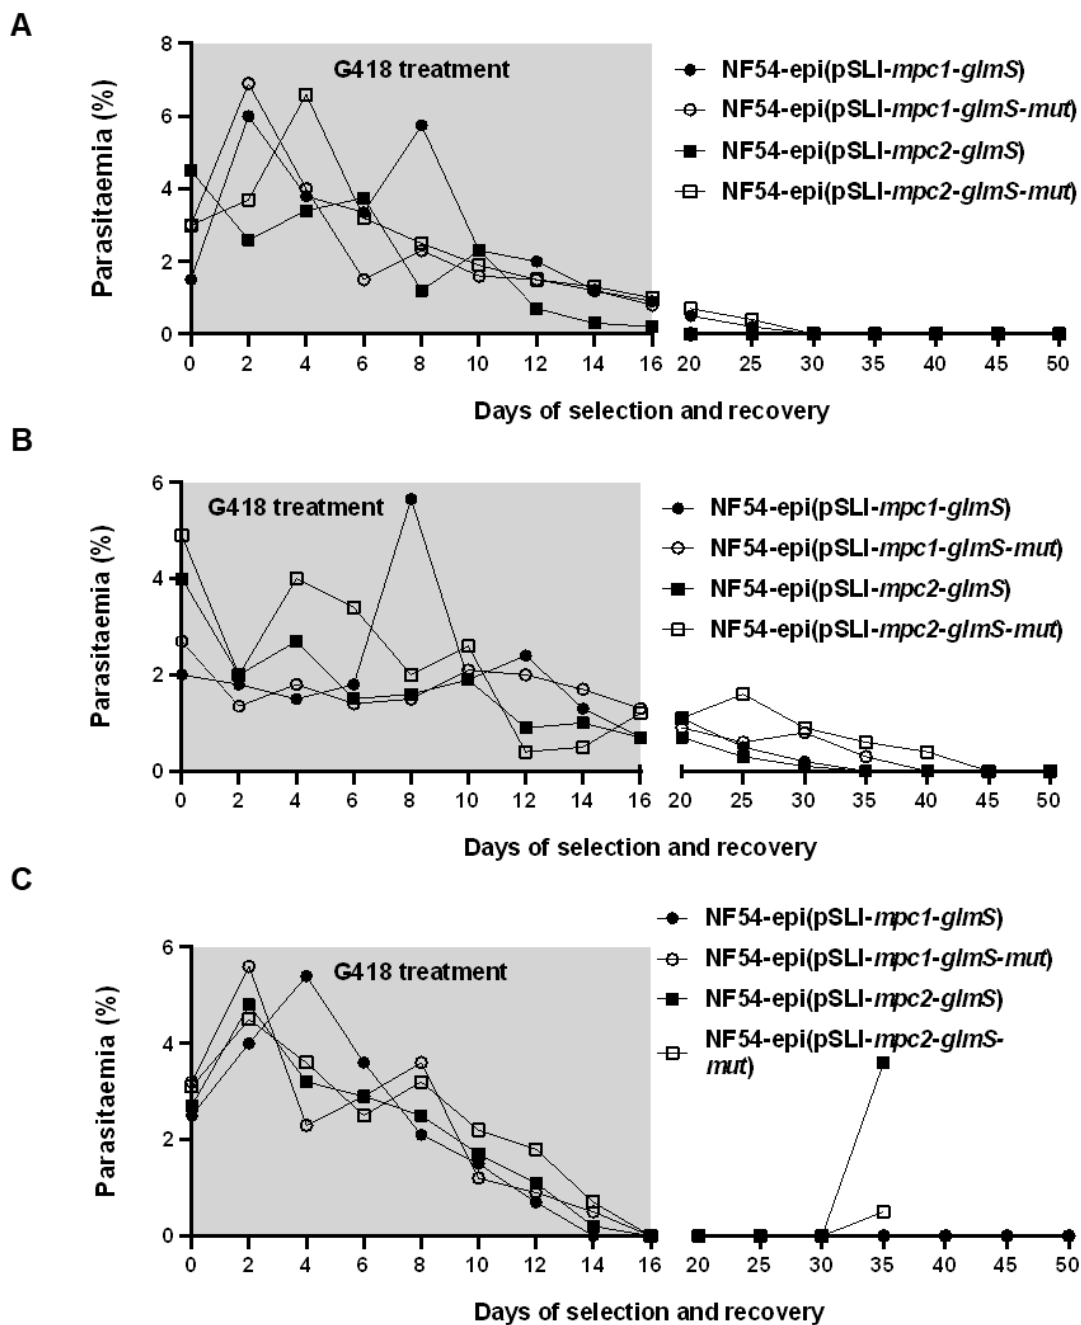 A
8
6
4
2
0
Parasitaemia (%)
G418 treatment
NF54-epi(pSLI-mpc1-glmS)
NF54-epi(pSLI-mpc1-glmS-mut)
NF54-epi(pSLI-mpc2-glmS)
NF54-epi(pSLI-mpc2-glmS-mut)
0 2 4 6 8 10 12 14 16 20 25 30 35 40 45 50
Days of selection and recovery
B
6
4
2
0
Parasitaemia (%)
G418 treatment
NF54-epi(pSLI-mpc1-glmS)
NF54-epi(pSLI-mpc1-glmS-mut)
NF54-epi(pSLI-mpc2-glmS)
NF54-epi(pSLI-mpc2-glmS-mut)
0 2 4 6 8 10 12 14 16 20 25 30 35 40 45 50
Days of selection and recovery
C
6
4
2
0
Parasitaemia (%)
G418 treatment
NF54-epi(pSLI-mpc1-glmS)
NF54-epi(pSLI-mpc1-glmS-mut)
NF54-epi(pSLI-mpc2-glmS)
NF54-epi(pSLI-mpc2-glmS-
mut)
0 2 4 6 8 10 12 14 16 20 25 30 35 40 45 50
Days of selection and recovery